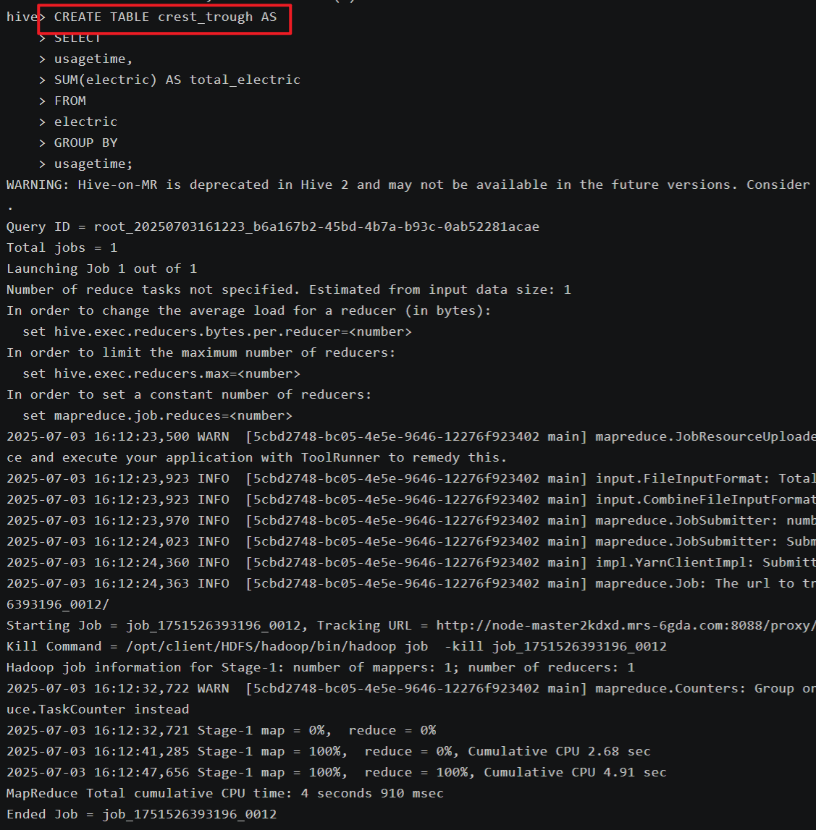 hive> CREATE TABLE crest_trough AS
> SELECT
> usagetime,
> SUM(electric) AS total_electric
> FROM
> electric
> GROUP BY
> usagetime;
WARNING: Hive-on-MR is deprecated in Hive 2 and may not be available in the future versions. Consider
.
Query ID = root_20250703161223_b6a167b2-45bd-4b7a-b93c-0ab52281acae
Total jobs = 1
Launching Job 1 out of 1
Number of reduce tasks not specified. Estimated from input data size: 1
In order to change the average load for a reducer (in bytes):
set hive.exec.reducers.bytes.per.reducer=<number>
In order to limit the maximum number of reducers:
set hive.exec.reducers.max=<number>
In order to set a constant number of reducers:
set mapreduce.job.reduces=<number>
2025-07-03 16:12:23,500 WARN [5cbd2748-bc05-4e5e-9646-12276f923402 main] mapreduce.JobResourceUploade
ce and execute your application with ToolRunner to remedy this.
2025-07-03 16:12:23,923 INFO [5cbd2748-bc05-4e5e-9646-12276f923402 main] input.FileInputFormat: Total
2025-07-03 16:12:23,923 INFO [5cbd2748-bc05-4e5e-9646-12276f923402 main] input.CombineFileInputFormat
2025-07-03 16:12:23,970 INFO [5cbd2748-bc05-4e5e-9646-12276f923402 main] mapreduce.JobSubmitter: numb
2025-07-03 16:12:24,023 INFO [5cbd2748-bc05-4e5e-9646-12276f923402 main] mapreduce.JobSubmitter: Subm
2025-07-03 16:12:24,360 INFO [5cbd2748-bc05-4e5e-9646-12276f923402 main] impl.YarnClientImpl: Submitt
2025-07-03 16:12:24,363 INFO [5cbd2748-bc05-4e5e-9646-12276f923402 main] mapreduce.Job: The url to tr
6393196_0012/
Starting Job = job_1751526393196_0012, Tracking URL = http://node-master2kdxd.mrs-6gda.com:8088/proxy/
Kill Command = /opt/client/HDFS/hadoop/bin/hadoop job -kill job_1751526393196_0012
Hadoop job information for Stage-1: number of mappers: 1; number of reducers: 1
2025-07-03 16:12:32,722 WARN [5cbd2748-bc05-4e5e-9646-12276f923402 main] mapreduce.Counters: Group or
uce.TaskCounter instead
2025-07-03 16:12:32,721 Stage-1 map = 0%, reduce = 0%
2025-07-03 16:12:41,285 Stage-1 map = 100%, reduce = 0%, Cumulative CPU 2.68 sec
2025-07-03 16:12:47,656 Stage-1 map = 100%, reduce = 100%, Cumulative CPU 4.91 sec
MapReduce Total cumulative CPU time: 4 seconds 910 msec
Ended Job = job_1751526393196_0012